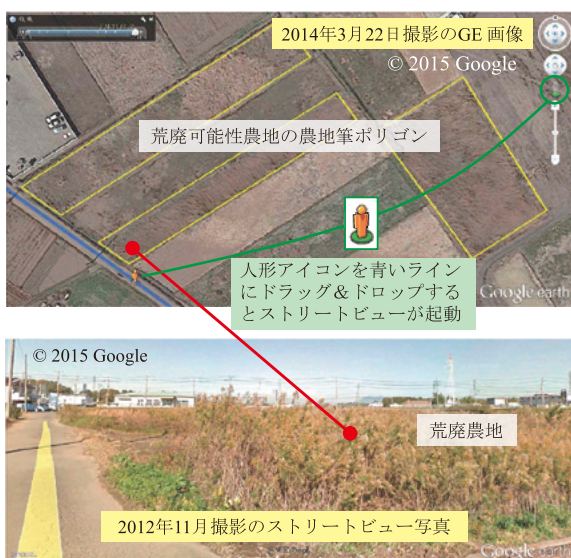 2014年3月22日撮影のGE 画像
© 2015 Google
荒廃可能性農地の農地筆ポリゴン
人形アイコンを青いライン
にドラッグ＆ドロップする
とストリートビューが起動
Google earth
© 2015 Google
荒廃農地
2012年11月撮影のストリートビュー写真
Google earth